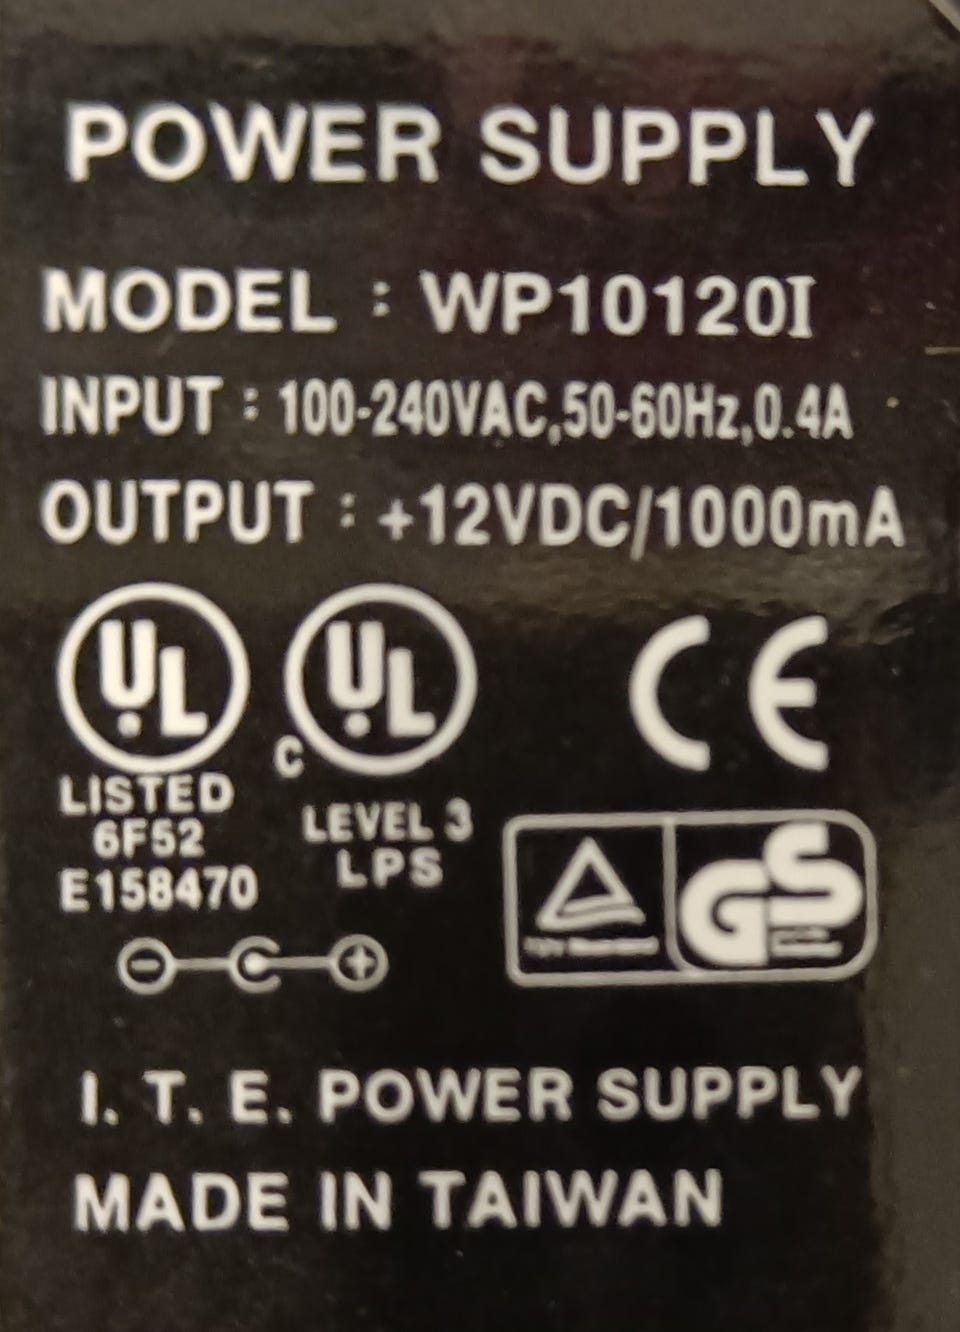 POWER SUPPLY
MODEL : WP10120I
INPUT : 100-240VAC,50-60Hz,0.4A
OUTPUT : +12VDC/1000mA
UL
C UL
CE
LISTED
6F52
E158470
LEVEL 3
LPS
GS
I. T. E. POWER SUPPLY
MADE IN TAIWAN